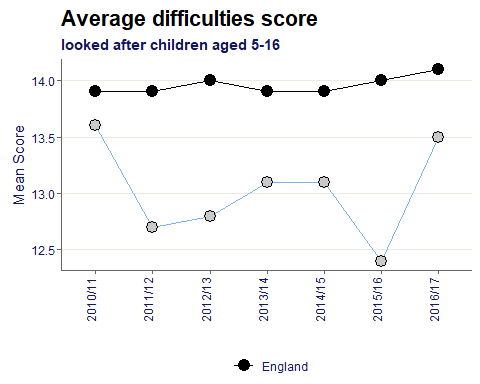 Average difficulties score
looked after children aged 5-16
Mean Score
14.0
13.5
13.0
12.5
2010/11
2011/12
2012/13
2013/14
2014/15
2015/16
2016/17
England